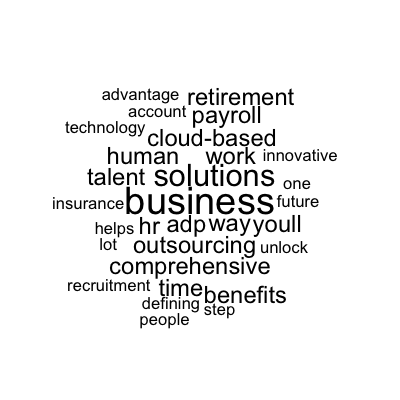 advantage retirement
account payroll
technology cloud-based
human work innovative
talent solutions one
insurance business future
helps hr adp way youll
lot outsourcing unlock
comprehensive
recruitment time benefits
defining step
people